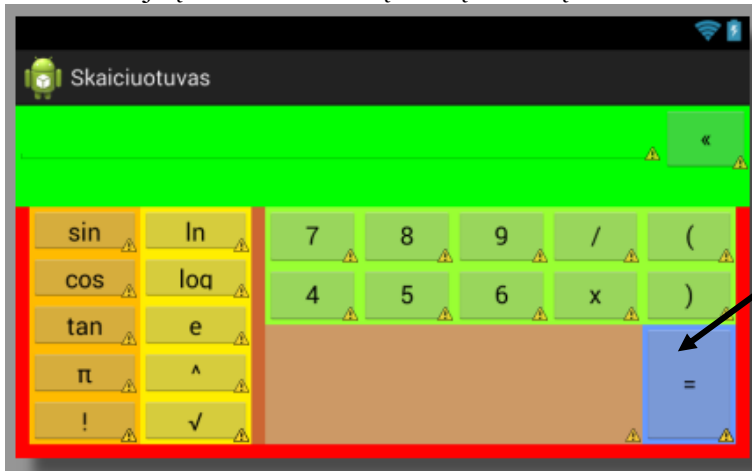 Skaiciuotuvas
«
sin ln 7 8 9 / (
cos log 4 5 6 x )
tan e
π ^ =
! √